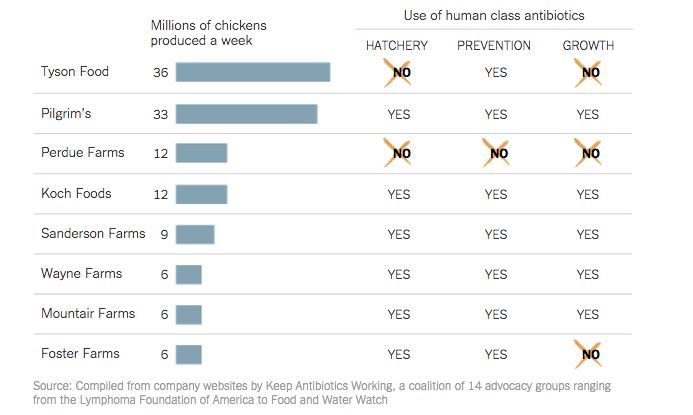 Millions of chickens
produced a week
Use of human class antibiotics
HATCHERY PREVENTION GROWTH
Tyson Food 36 NO YES NO
Pilgrim's 33 YES YES YES
Perdue Farms 12 NO NO NO
Koch Foods 12 YES YES YES
Sanderson Farms 9 YES YES YES
Wayne Farms 6 YES YES YES
Mountair Farms 6 YES YES YES
Foster Farms 6 YES YES NO
Source: Compiled from company websites by Keep Antibiotics Working, a coalition of 14 advocacy groups ranging
from the Lymphoma Foundation of America to Food and Water Watch